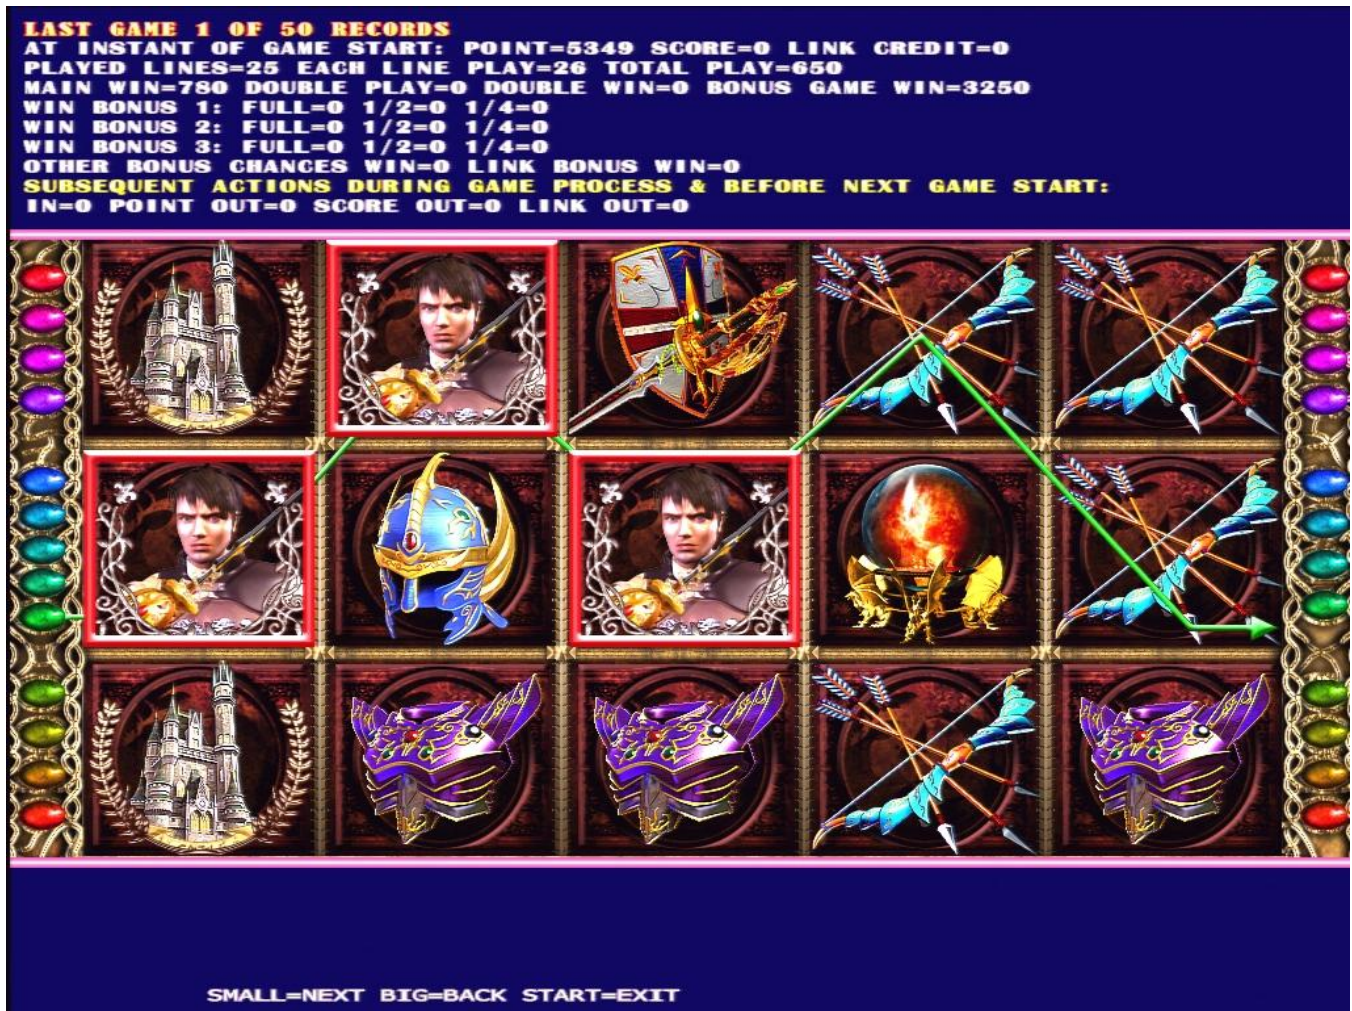 LAST GAME 1 OF 50 RECORDS
AT INSTANT OF GAME START: POINT=5349 SCORE=0 LINK CREDIT=0
PLAYED LINES=25 EACH LINE PLAY=26 TOTAL PLAY=650
MAIN WIN=780 DOUBLE PLAY=0 DOUBLE WIN=0 BONUS GAME WIN=3250
WIN BONUS 1: FULL=0 1/2=0 1/4=0
WIN BONUS 2: FULL=0 1/2=0 1/4=0
WIN BONUS 3: FULL=0 1/2=0 1/4=0
OTHER BONUS CHANCES WIN=0 LINK BONUS WIN=0
SUBSEQUENT ACTIONS DURING GAME PROCESS & BEFORE NEXT GAME START:
IN=0 POINT OUT=0 SCORE OUT=0 LINK OUT=0
SMALL=NEXT BIG=BACK START=EXIT